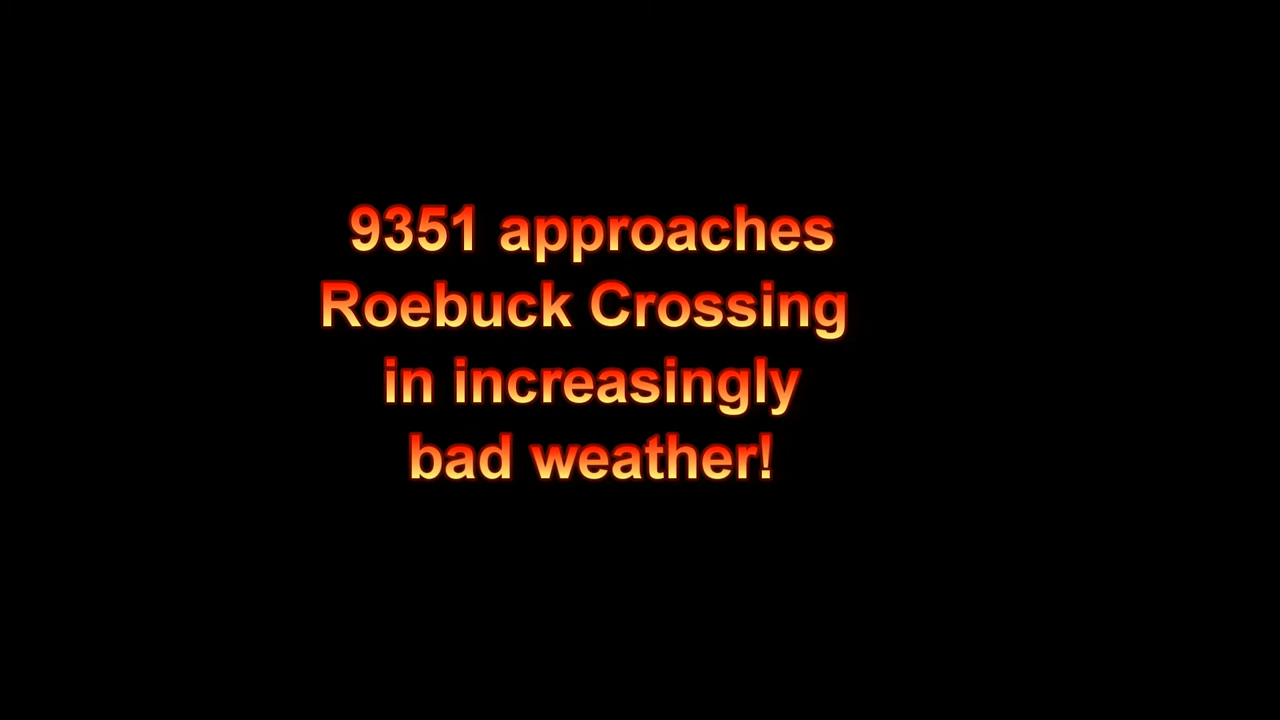 9351 approaches
Roebuck Crossing
in increasingly
bad weather!